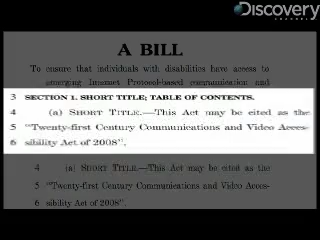 Discovery
CHANNEL
A BILL
To ensure that individuals with disabilities have access to
emerging Internet Protocol-based communication and
3 SECTION 1. SHORT TITLE; TABLE OF CONTENTS.
4 (a) SHORT TITLE.—This Act may be cited as the
5 "Twenty-first Century Communications and Video Acces-
6 sibility Act of 2008".
4 (a) SHORT TITLE.—This Act may be cited as the
5 "Twenty-first Century Communications and Video Acces-
6 sibility Act of 2008".